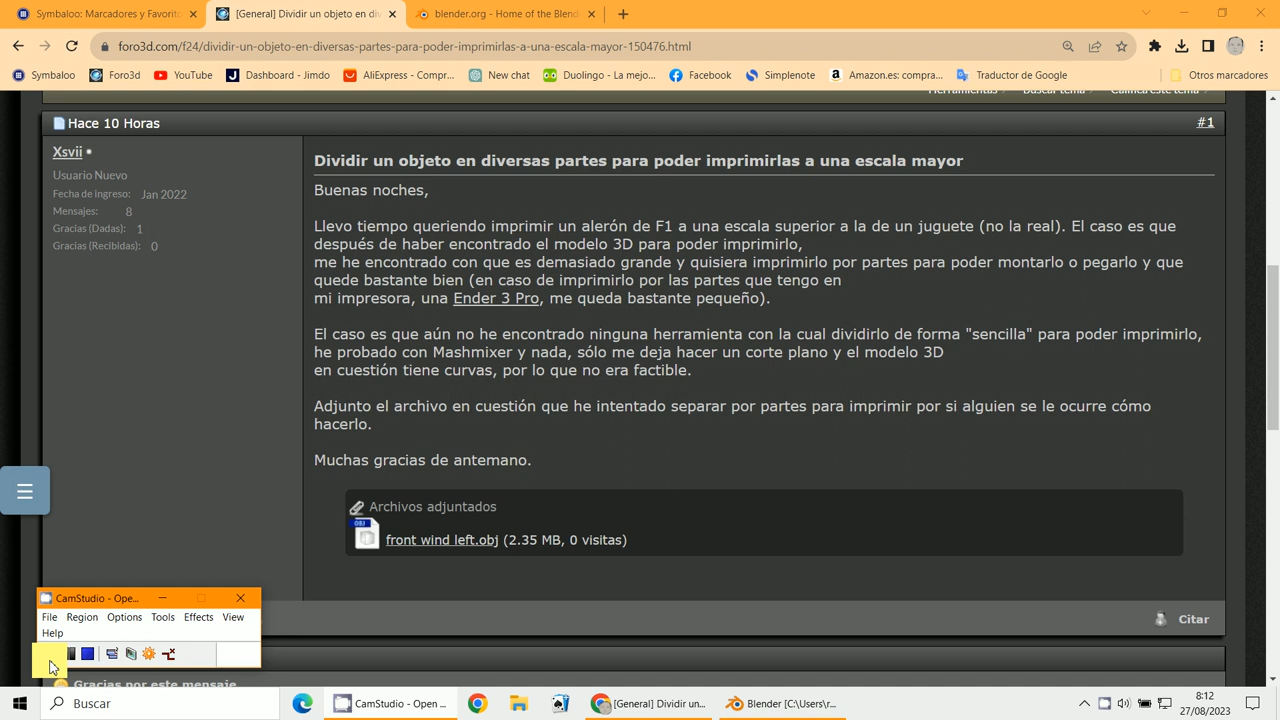 Symbaloo: Marcadores y Favorito
[General] Dividir un objeto en div
blender.org - Home of the Blend
foro3d.com/f24/dividir-un-objeto-en-diversas-partes-para-poder-imprimirlas-a-una-escala-mayor-150476.html
Symbaloo
Foro3d
YouTube
Dashboard - Jimdo
AliExpress - Compr...
New chat
Duolingo - La mejo...
Facebook
Simplenote
Amazon.es: compra...
Traductor de Google
Otros marcadores
Herramientas
Buscar tema
Califica este tema
Hace 10 Horas
#1
Xsvii
Usuario Nuevo
Fecha de ingreso: Jan 2022
Mensajes: 8
Gracias (Dadas): 1
Gracias (Recibidas): 0
Dividir un objeto en diversas partes para poder imprimirlas a una escala mayor
Buenas noches,
Llevo tiempo queriendo imprimir un alerón de F1 a una escala superior a la de un juguete (no la real). El caso es que
después de haber encontrado el modelo 3D para poder imprimirlo,
me he encontrado con que es demasiado grande y quisiera imprimirlo por partes para poder montarlo o pegarlo y que
quede bastante bien (en caso de imprimirlo por las partes que tengo en
mi impresora, una Ender 3 Pro, me queda bastante pequeño).
El caso es que aún no he encontrado ninguna herramienta con la cual dividirlo de forma "sencilla" para poder imprimirlo,
he probado con Mashmixer y nada, sólo me deja hacer un corte plano y el modelo 3D
en cuestión tiene curvas, por lo que no era factible.
Adjunto el archivo en cuestión que he intentado separar por partes para imprimir por si alguien se le ocurre cómo
hacerlo.
Muchas gracias de antemano.
Archivos adjuntados
OBJ
front wind left.obj (2.35 MB, 0 visitas)
Citar
Gracias por este mensaje
CamStudio - Ope...
File Region Options Tools Effects View
Help
Buscar
CamStudio - Open ...
[General] Dividir un...
Blender [C:\Users\r...
8:12
27/08/2023